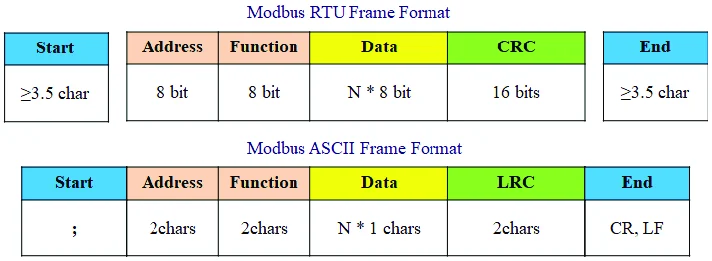 Modbus RTU Frame Format
Start Address Function Data CRC End
≥3.5 char 8 bit 8 bit N * 8 bit 16 bits ≥3.5 char
Modbus ASCII Frame Format
Start Address Function Data LRC End
; 2chars 2chars N * 1 chars 2chars CR, LF